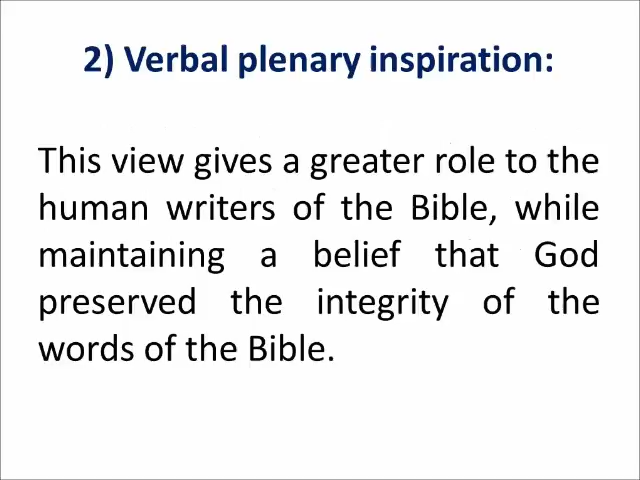 2) Verbal plenary inspiration:
This view gives a greater role to the
human writers of the Bible, while
maintaining a belief that God
preserved the integrity of the
words of the Bible.